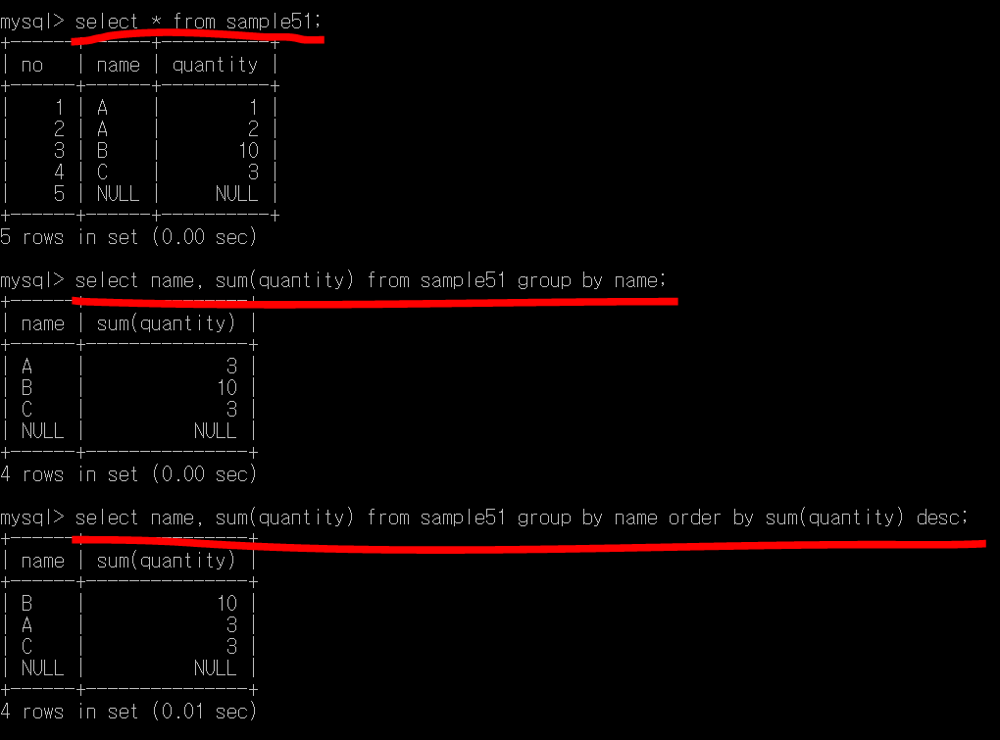 mysql> select * from sample51;
+------+------+----------+
| no   | name | quantity |
+------+------+----------+
|    1 | A    |        1 |
|    2 | A    |        2 |
|    3 | B    |       10 |
|    4 | C    |        3 |
|    5 | NULL |     NULL |
+------+------+----------+
5 rows in set (0.00 sec)
mysql> select name, sum(quantity) from sample51 group by name;
+------+---------------+
| name | sum(quantity) |
+------+---------------+
| A    |             3 |
| B    |            10 |
| C    |             3 |
| NULL |          NULL |
+------+---------------+
4 rows in set (0.00 sec)
mysql> select name, sum(quantity) from sample51 group by name order by sum(quantity) desc;
+------+---------------+
| name | sum(quantity) |
+------+---------------+
| B    |            10 |
| A    |             3 |
| C    |             3 |
| NULL |          NULL |
+------+---------------+
4 rows in set (0.01 sec)